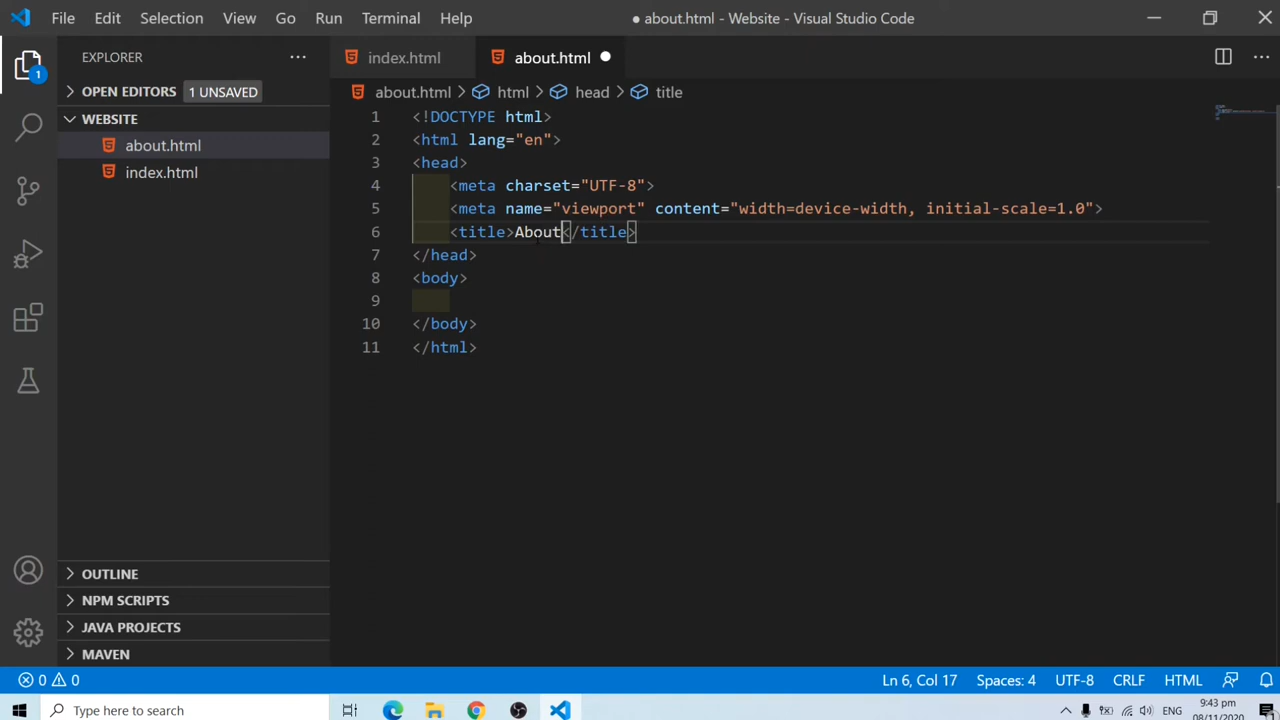 File Edit Selection View Go Run Terminal Help ● about.html - Website - Visual Studio Code
EXPLORER
index.html
about.html
1
OPEN EDITORS 1 UNSAVED
about.html > html > head > title
WEBSITE
about.html
index.html
1 <!DOCTYPE html>
2 <html lang="en">
3 <head>
4 <meta charset="UTF-8">
5 <meta name="viewport" content="width=device-width, initial-scale=1.0">
6 <title>About</title>
7 </head>
8 <body>
9
10 </body>
11 </html>
OUTLINE
NPM SCRIPTS
JAVA PROJECTS
MAVEN
0 0 Ln 6, Col 17 Spaces: 4 UTF-8 CRLF HTML
Type here to search
ENG
9:43 pm
08/11/2020